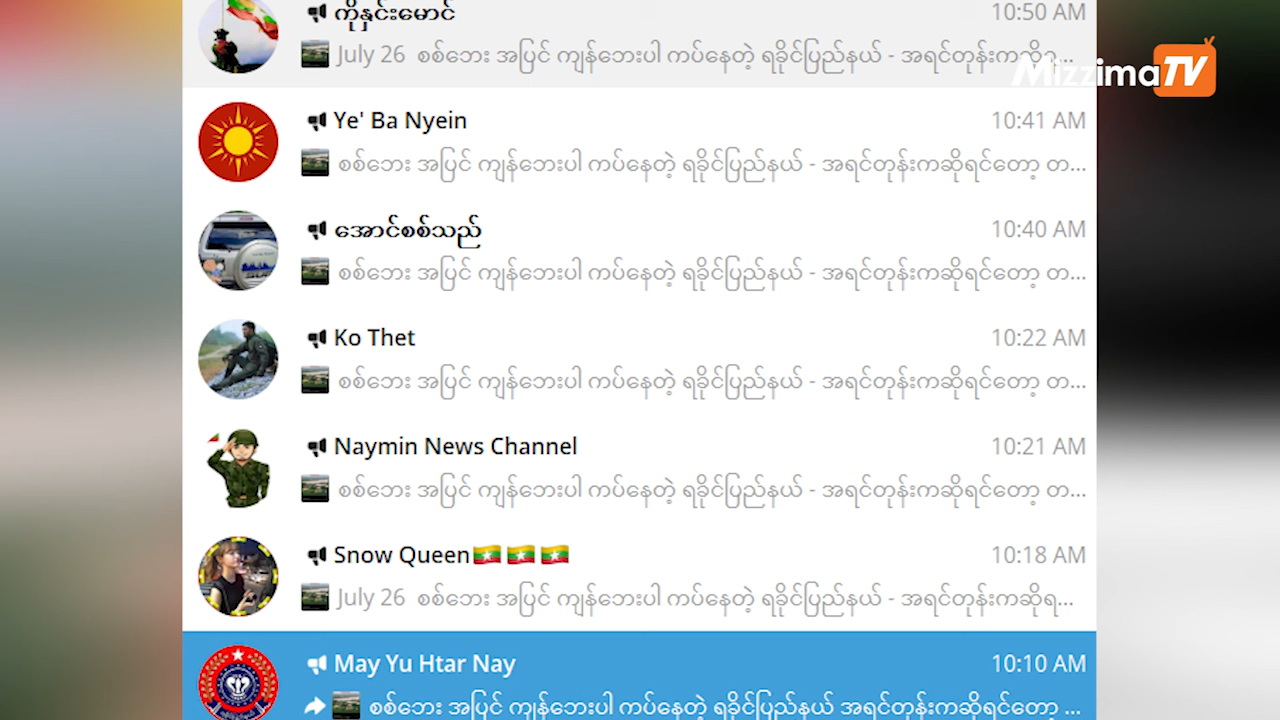 ကိုနှင်းမောင်
10:50 AM
July 26 စစ်ဘေး အပြင် ကျန်ဘေးပါ ကပ်နေတဲ့ ရခိုင်ပြည်နယ် - အရင်တုန်းကဆိုရ...
MizzimaTV
Ye' Ba Nyein
10:41 AM
စစ်ဘေး အပြင် ကျန်ဘေးပါ ကပ်နေတဲ့ ရခိုင်ပြည်နယ် - အရင်တုန်းကဆိုရင်တော့ တ...
အောင်စစ်သည်
10:40 AM
စစ်ဘေး အပြင် ကျန်ဘေးပါ ကပ်နေတဲ့ ရခိုင်ပြည်နယ် - အရင်တုန်းကဆိုရင်တော့ တ...
Ko Thet
10:22 AM
စစ်ဘေး အပြင် ကျန်ဘေးပါ ကပ်နေတဲ့ ရခိုင်ပြည်နယ် - အရင်တုန်းကဆိုရင်တော့ တ...
Naymin News Channel
10:21 AM
စစ်ဘေး အပြင် ကျန်ဘေးပါ ကပ်နေတဲ့ ရခိုင်ပြည်နယ် - အရင်တုန်းကဆိုရင်တော့ တ...
Snow Queen🇲🇲🇲🇲🇲🇲
10:18 AM
July 26 စစ်ဘေး အပြင် ကျန်ဘေးပါ ကပ်နေတဲ့ ရခိုင်ပြည်နယ် - အရင်တုန်းကဆိုရ...
May Yu Htar Nay
10:10 AM
စစ်ဘေး အပြင် ကျန်ဘေးပါ ကပ်နေတဲ့ ရခိုင်ပြည်နယ် အရင်တုန်းကဆိုရင်တော့ ...